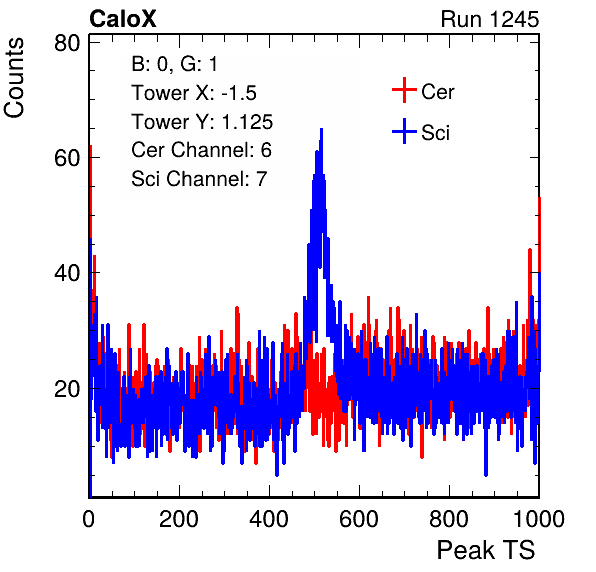 CaloX Run 1245
Counts
80
60
40
20
B: 0, G: 1
Tower X: -1.5
Tower Y: 1.125
Cer Channel: 6
Sci Channel: 7
Cer
Sci
0 200 400 600 800 1000
Peak TS